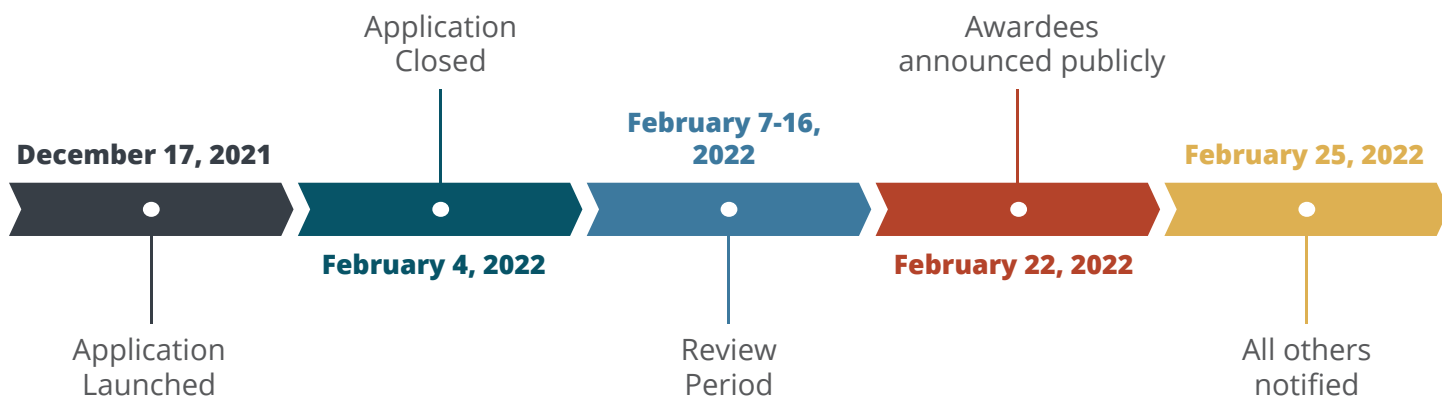 December 17, 2021
Application
Launched
Application
Closed
February 4, 2022
February 7-16,
2022
Review
Period
Awardees
announced publicly
February 22, 2022
February 25, 2022
All others
notified